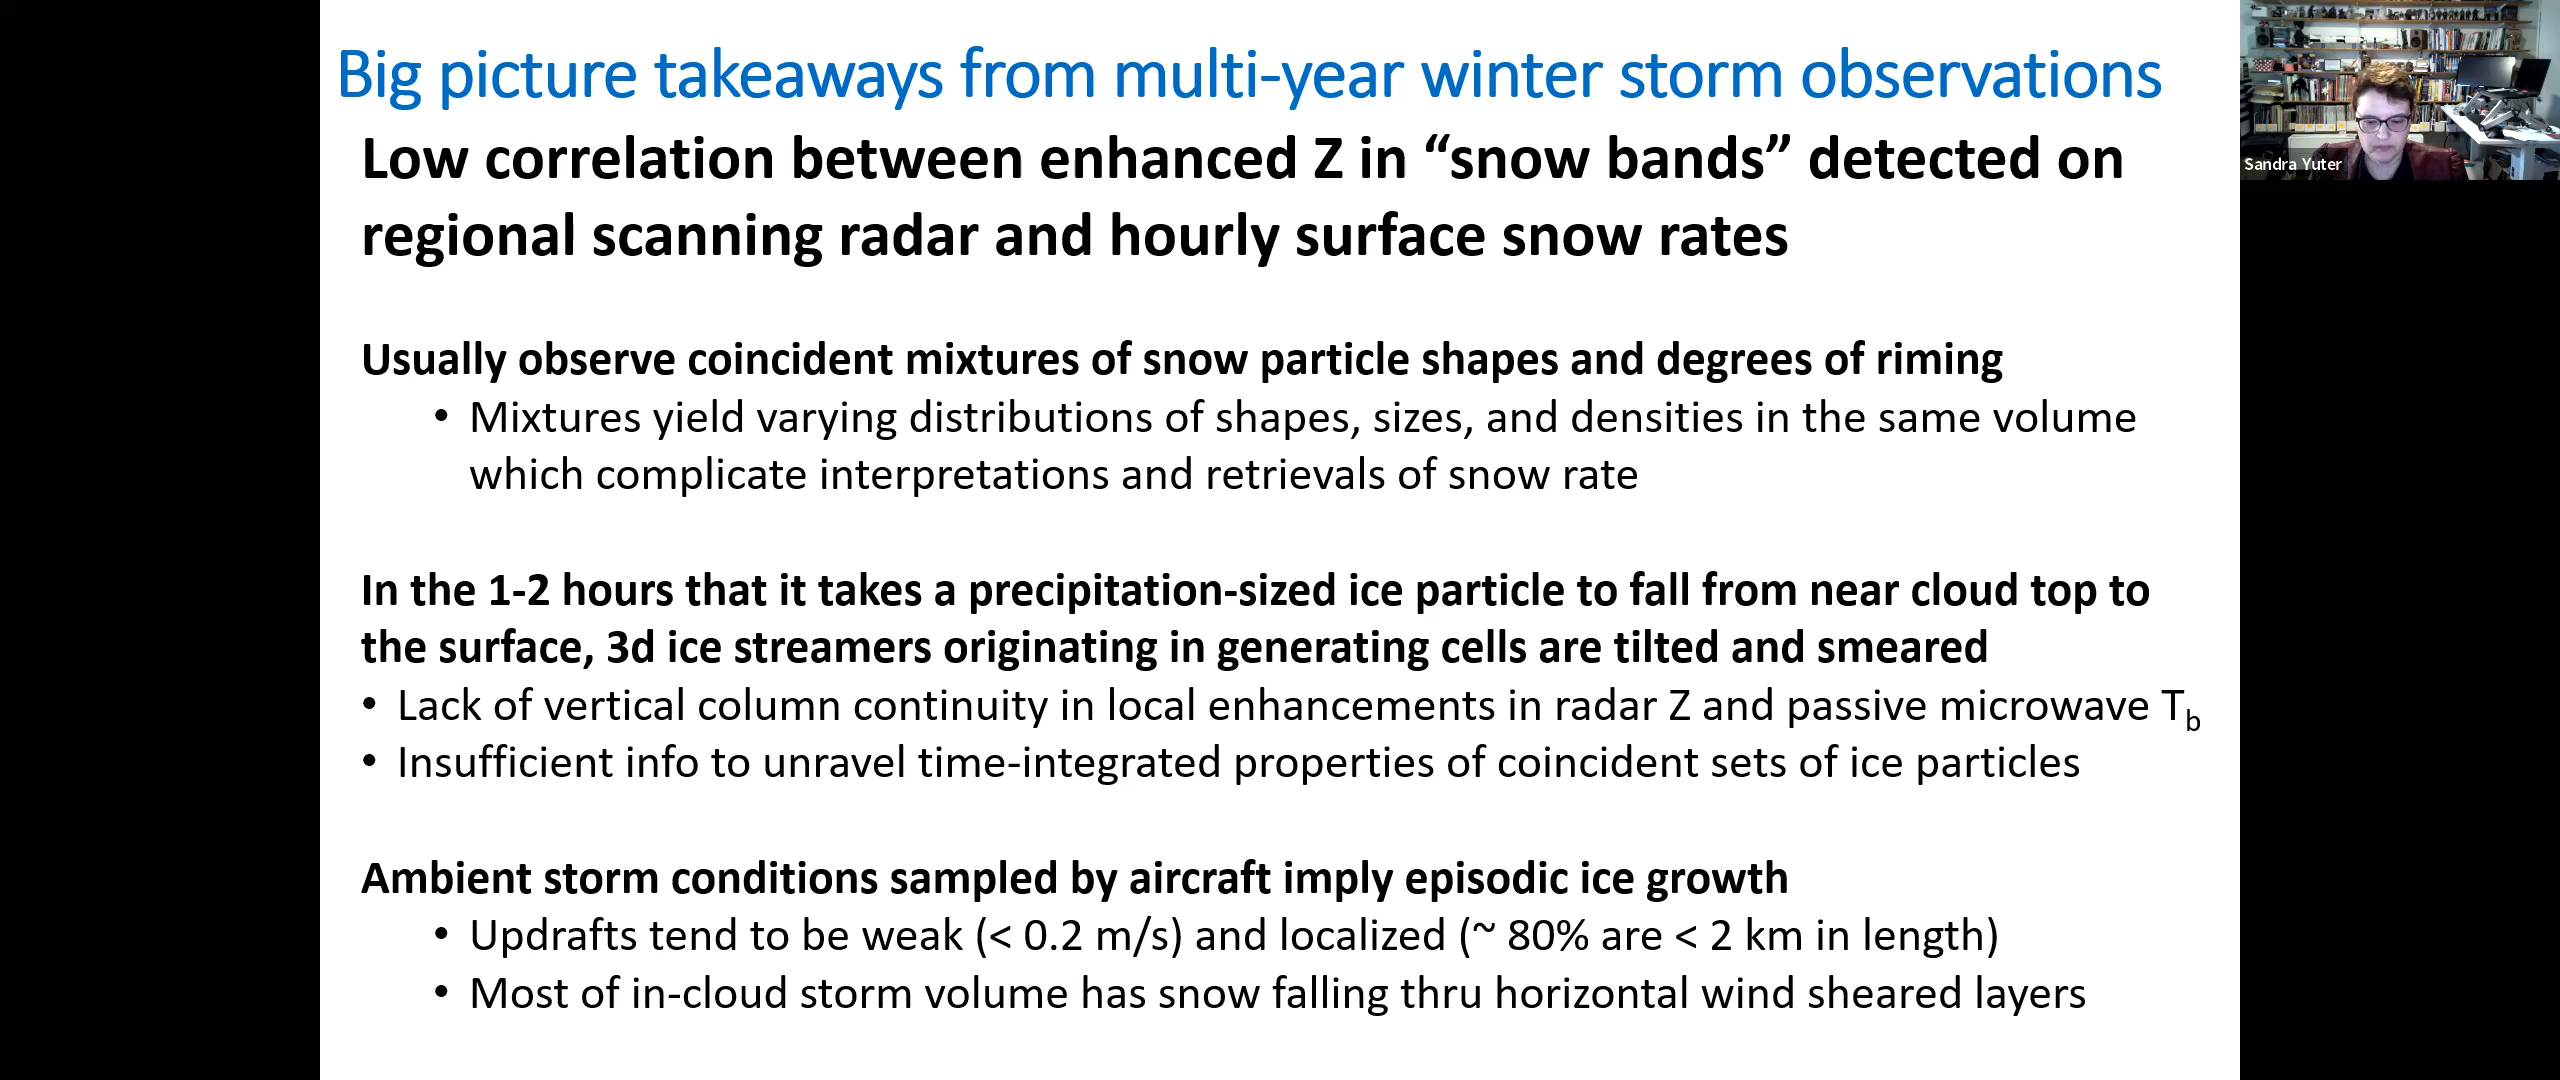 Big picture takeaways from multi-year winter storm observations
Low correlation between enhanced Z in “snow bands” detected on
regional scanning radar and hourly surface snow rates
Usually observe coincident mixtures of snow particle shapes and degrees of riming
• Mixtures yield varying distributions of shapes, sizes, and densities in the same volume
which complicate interpretations and retrievals of snow rate
In the 1-2 hours that it takes a precipitation-sized ice particle to fall from near cloud top to
the surface, 3d ice streamers originating in generating cells are tilted and smeared
• Lack of vertical column continuity in local enhancements in radar Z and passive microwave Tb
• Insufficient info to unravel time-integrated properties of coincident sets of ice particles
Ambient storm conditions sampled by aircraft imply episodic ice growth
• Updrafts tend to be weak (< 0.2 m/s) and localized (~ 80% are < 2 km in length)
• Most of in-cloud storm volume has snow falling thru horizontal wind sheared layers
Sandra Yuter